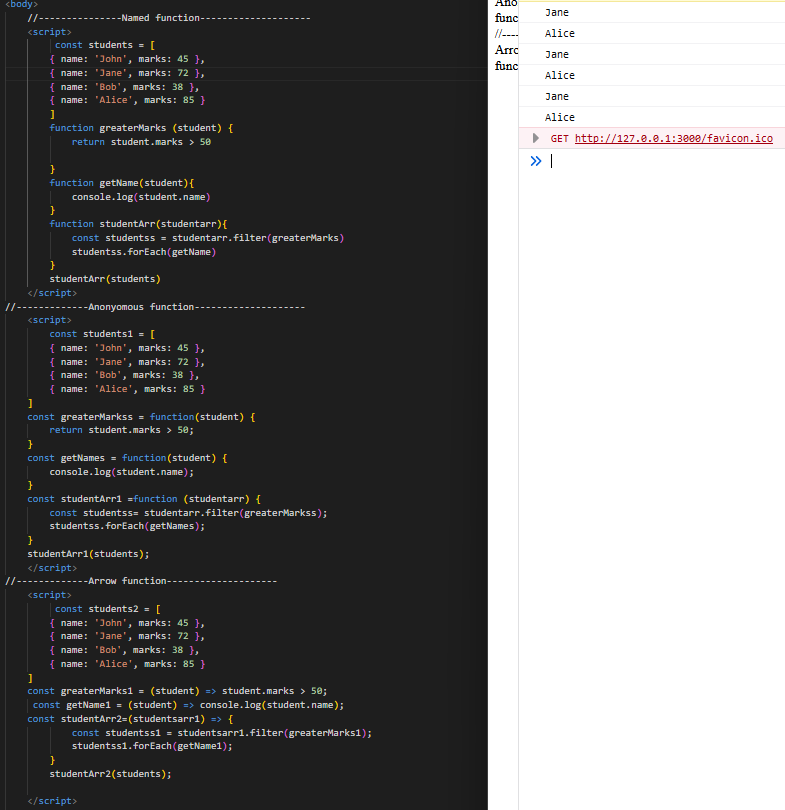 <body>
//---------------Named function--------------------
<script>
const students = [
{ name: 'John', marks: 45 },
{ name: 'Jane', marks: 72 },
{ name: 'Bob', marks: 38 },
{ name: 'Alice', marks: 85 }
]
function greaterMarks (student) {
return student.marks > 50
}
function getName(student){
console.log(student.name)
}
function studentArr(studentarr){
const studentss = studentarr.filter(greaterMarks)
studentss.forEach(getName)
}
studentArr(students)
</script>
//-------------Anonyomous function--------------------
<script>
const students1 = [
{ name: 'John', marks: 45 },
{ name: 'Jane', marks: 72 },
{ name: 'Bob', marks: 38 },
{ name: 'Alice', marks: 85 }
]
const greaterMarkss = function(student) {
return student.marks > 50;
}
const getNames = function(student) {
console.log(student.name);
}
const studentArr1 =function (studentarr) {
const studentss= studentarr.filter(greaterMarkss);
studentss.forEach(getNames);
}
studentArr1(students);
</script>
//-------------Arrow function--------------------
<script>
const students2 = [
{ name: 'John', marks: 45 },
{ name: 'Jane', marks: 72 },
{ name: 'Bob', marks: 38 },
{ name: 'Alice', marks: 85 }
]
const greaterMarks1 = (student) => student.marks > 50;
const getName1 = (student) => console.log(student.name);
const studentArr2=(studentsarr1) => {
const studentss1 = studentsarr1.filter(greaterMarks1);
studentss1.forEach(getName1);
}
studentArr2(students);
</script>
Ano
func
//----
Arro
func
Jane
Alice
Jane
Alice
Jane
Alice
GET http://127.0.0.1:3000/favicon.ico